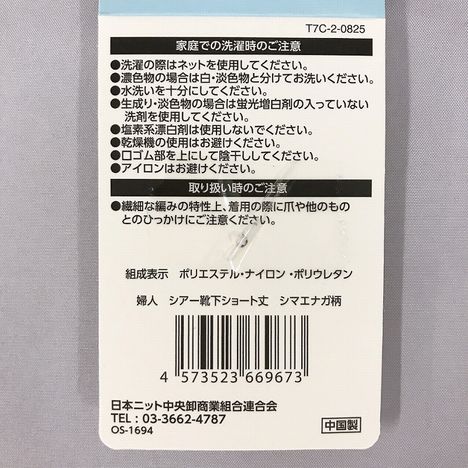 T7C-2-0825
家庭での洗濯時のご注意
●洗濯の際はネットを使用してください。
●濃色物の場合は白・淡色物と分けてお洗いください。
●水洗いを十分にしてください。
●生成り・淡色物の場合は蛍光増白剤の入っていない
洗剤を使用してください。
●塩素系漂白剤は使用しないでください。
●乾燥機の使用はお避けください。
●口ゴム部を上にして陰干ししてください。
●アイロンはお避けください。
取り扱い時のご注意
●繊細な編みの特性上、着用の際に爪や他のもの
とのひっかけにご注意ください。
組成表示 ポリエステル・ナイロン・ポリウレタン
婦人 シアー靴下ショート丈 シマエナガ柄
4 573523 669673
日本ニット中央卸商業組合連合会
TEL : 03-3662-4787
OS-1694
中国製